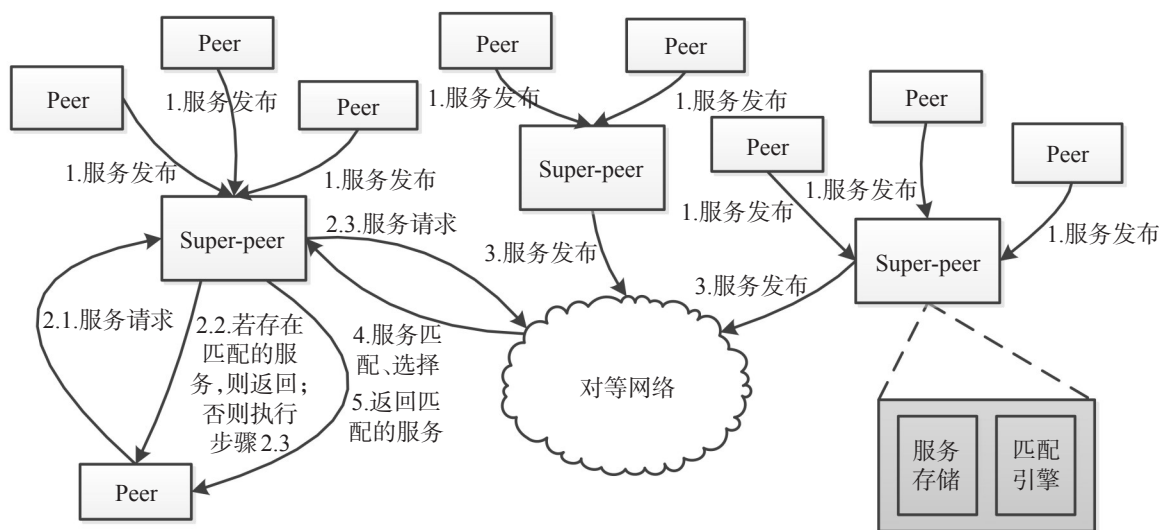 Peer
Peer
Peer
1.服务发布
1.服务发布
1.服务发布
Super-peer
2.1.服务请求
2.2.若存在
匹配的服
务,则返回;
否则执行
步骤2.3
Peer
2.3.服务请求
4.服务匹
配、选择
5.返回匹
配的服务
Peer
Peer
1.服务发布
1.服务发布
Super-peer
3.服务发布
对等网络
Peer
Peer
Peer
1.服务发布
1.服务发布
1.服务发布
Super-peer
3.服务发布
服务
存储
匹配
引擎